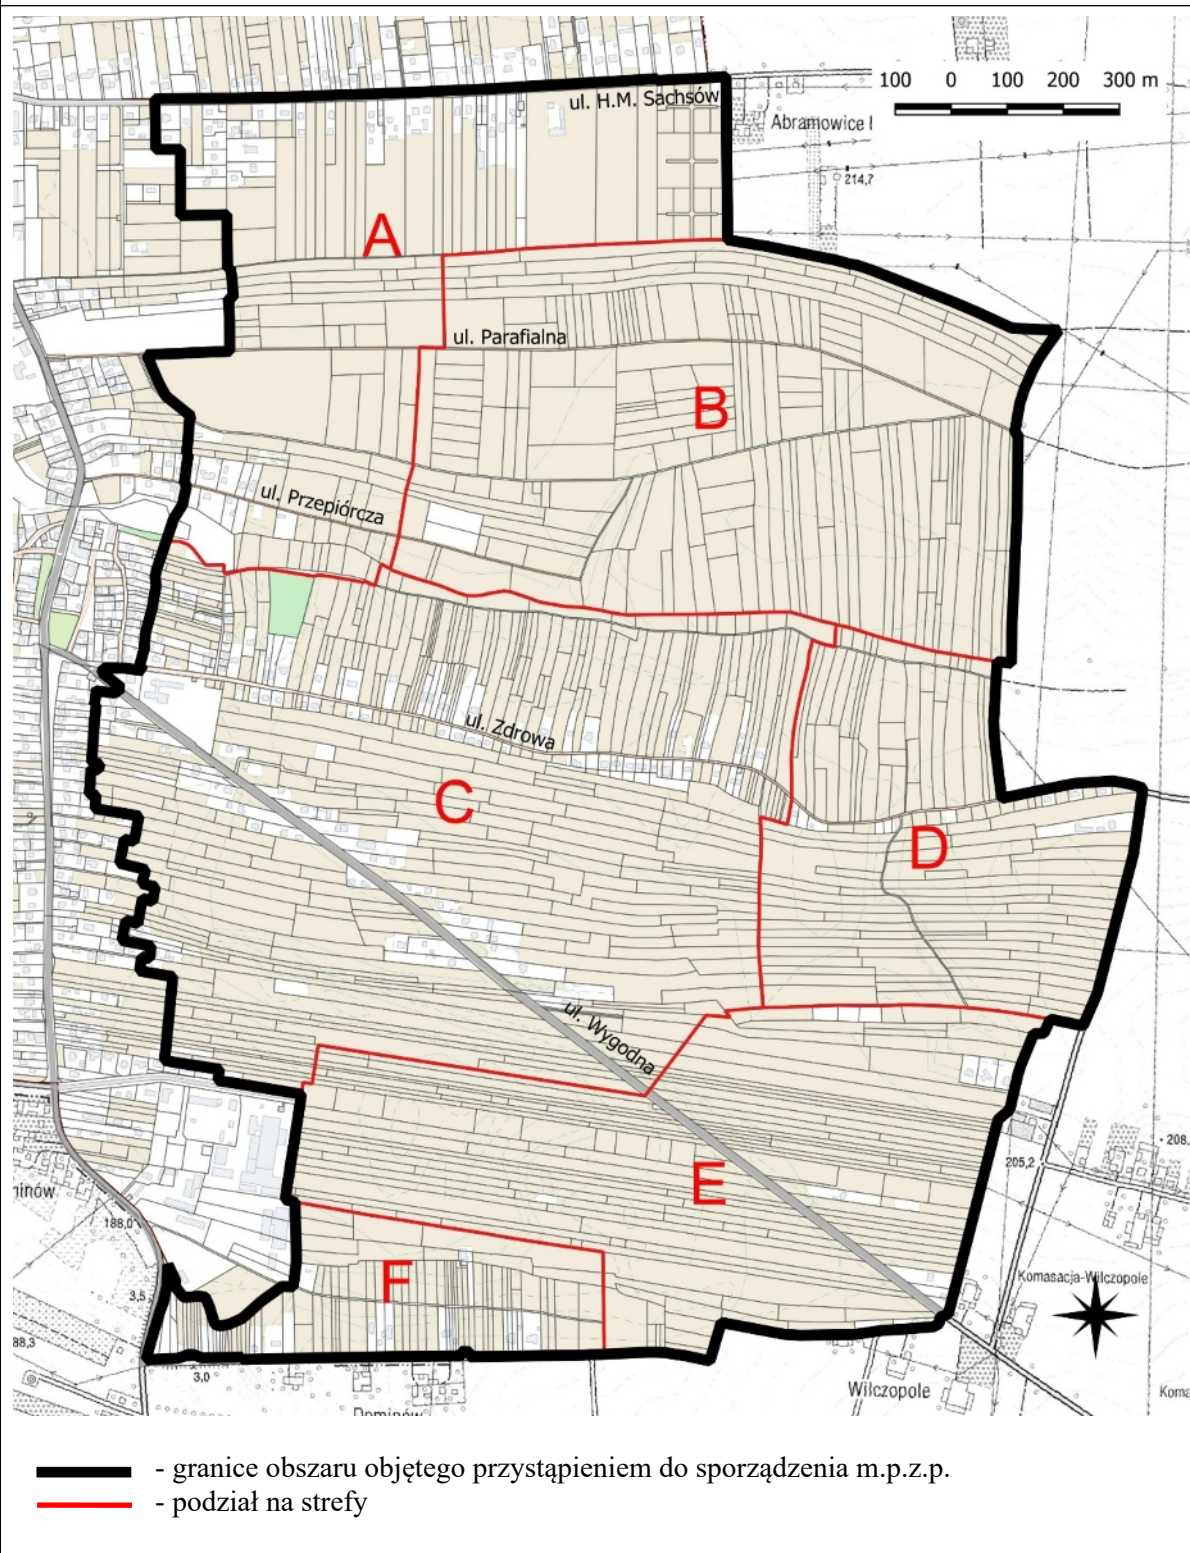 100 0 100 200 300 m
ul. H.M. Sachsów
Abramowice
214,7
A
ul. Parafialna
B
ul. Przepiórcza
ul. Zdrowa
C
D
ul. Wygodna
E
208,
205,2
inów
188,0
F
Komasacja-Wilczopole
3,5
88,3
3,0
Wilczopole
Koma
Dominów
- granice obszaru objętego przystąpieniem do sporządzenia m.p.z.p.
- podział na strefy